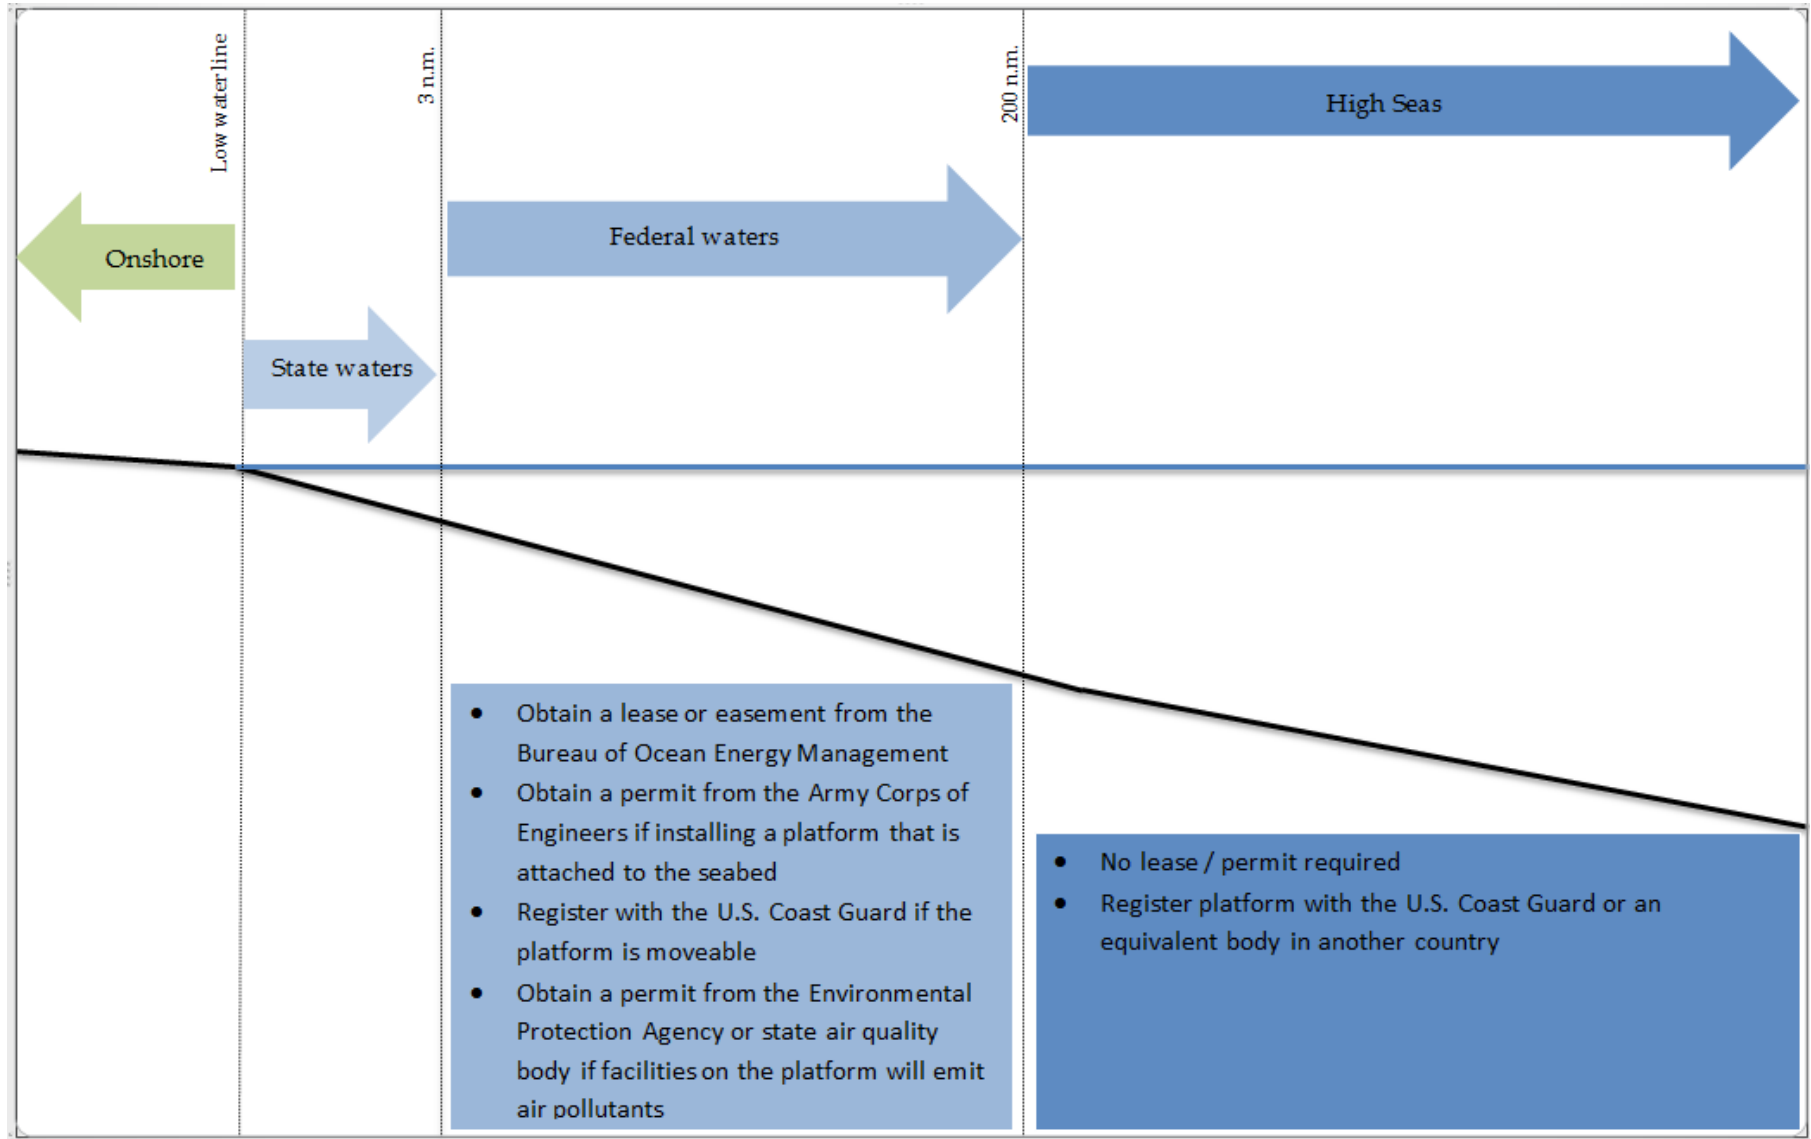 Low waterline
3 n.m.
200 n.m.
High Seas
Federal waters
Onshore
State waters
• Obtain a lease or easement from the
Bureau of Ocean Energy Management
• Obtain a permit from the Army Corps of
Engineers if installing a platform that is
attached to the seabed
• Register with the U.S. Coast Guard if the
platform is moveable
• Obtain a permit from the Environmental
Protection Agency or state air quality
body if facilities on the platform will emit
air pollutants
• No lease / permit required
• Register platform with the U.S. Coast Guard or an
equivalent body in another country